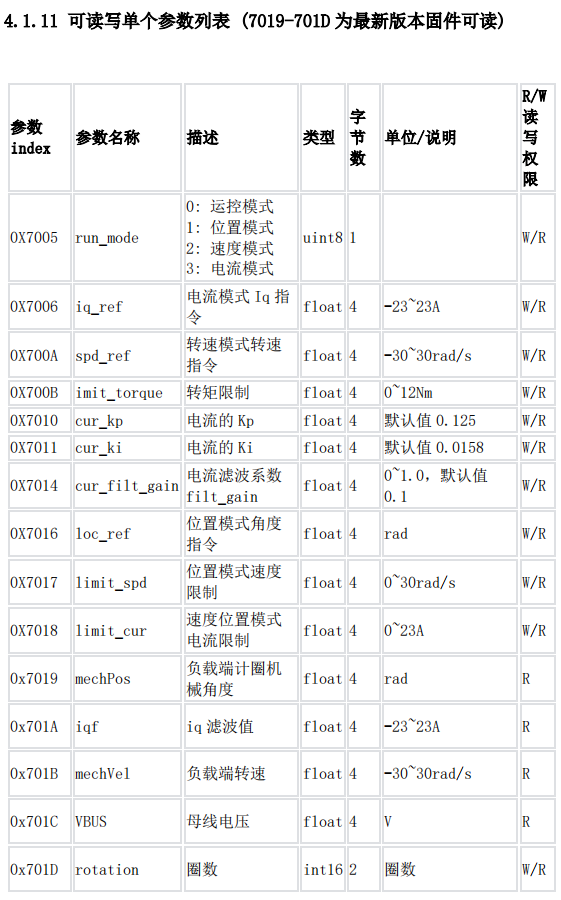 4.1.11 可读写单个参数列表 (7019-701D 为最新版本固件可读)
参数
index
参数名称
描述
类型
字
节
数
单位/说明
R/W
读
写
权
限
0X7005
run_mode
0: 运控模式
1: 位置模式
2: 速度模式
3: 电流模式
uint8
1
W/R
0X7006
iq_ref
电流模式 Iq 指
令
float
4
-23~23A
W/R
0X700A
spd_ref
转速模式转速
指令
float
4
-30~30rad/s
W/R
0X700B
imit_torque
转矩限制
float
4
0~12Nm
W/R
0X7010
cur_kp
电流的 Kp
float
4
默认值 0.125
W/R
0X7011
cur_ki
电流的 Ki
float
4
默认值 0.0158
W/R
0X7014
cur_filt_gain
电流滤波系数
filt_gain
float
4
0~1.0，默认值
0.1
W/R
0X7016
loc_ref
位置模式角度
指令
float
4
rad
W/R
0X7017
limit_spd
位置模式速度
限制
float
4
0~30rad/s
W/R
0X7018
limit_cur
速度位置模式
电流限制
float
4
0~23A
W/R
0x7019
mechPos
负载端计圈机
械角度
float
4
rad
R
0x701A
iqf
iq 滤波值
float
4
-23~23A
R
0x701B
mechVel
负载端转速
float
4
-30~30rad/s
R
0x701C
VBUS
母线电压
float
4
V
R
0x701D
rotation
圈数
int16
2
圈数
W/R